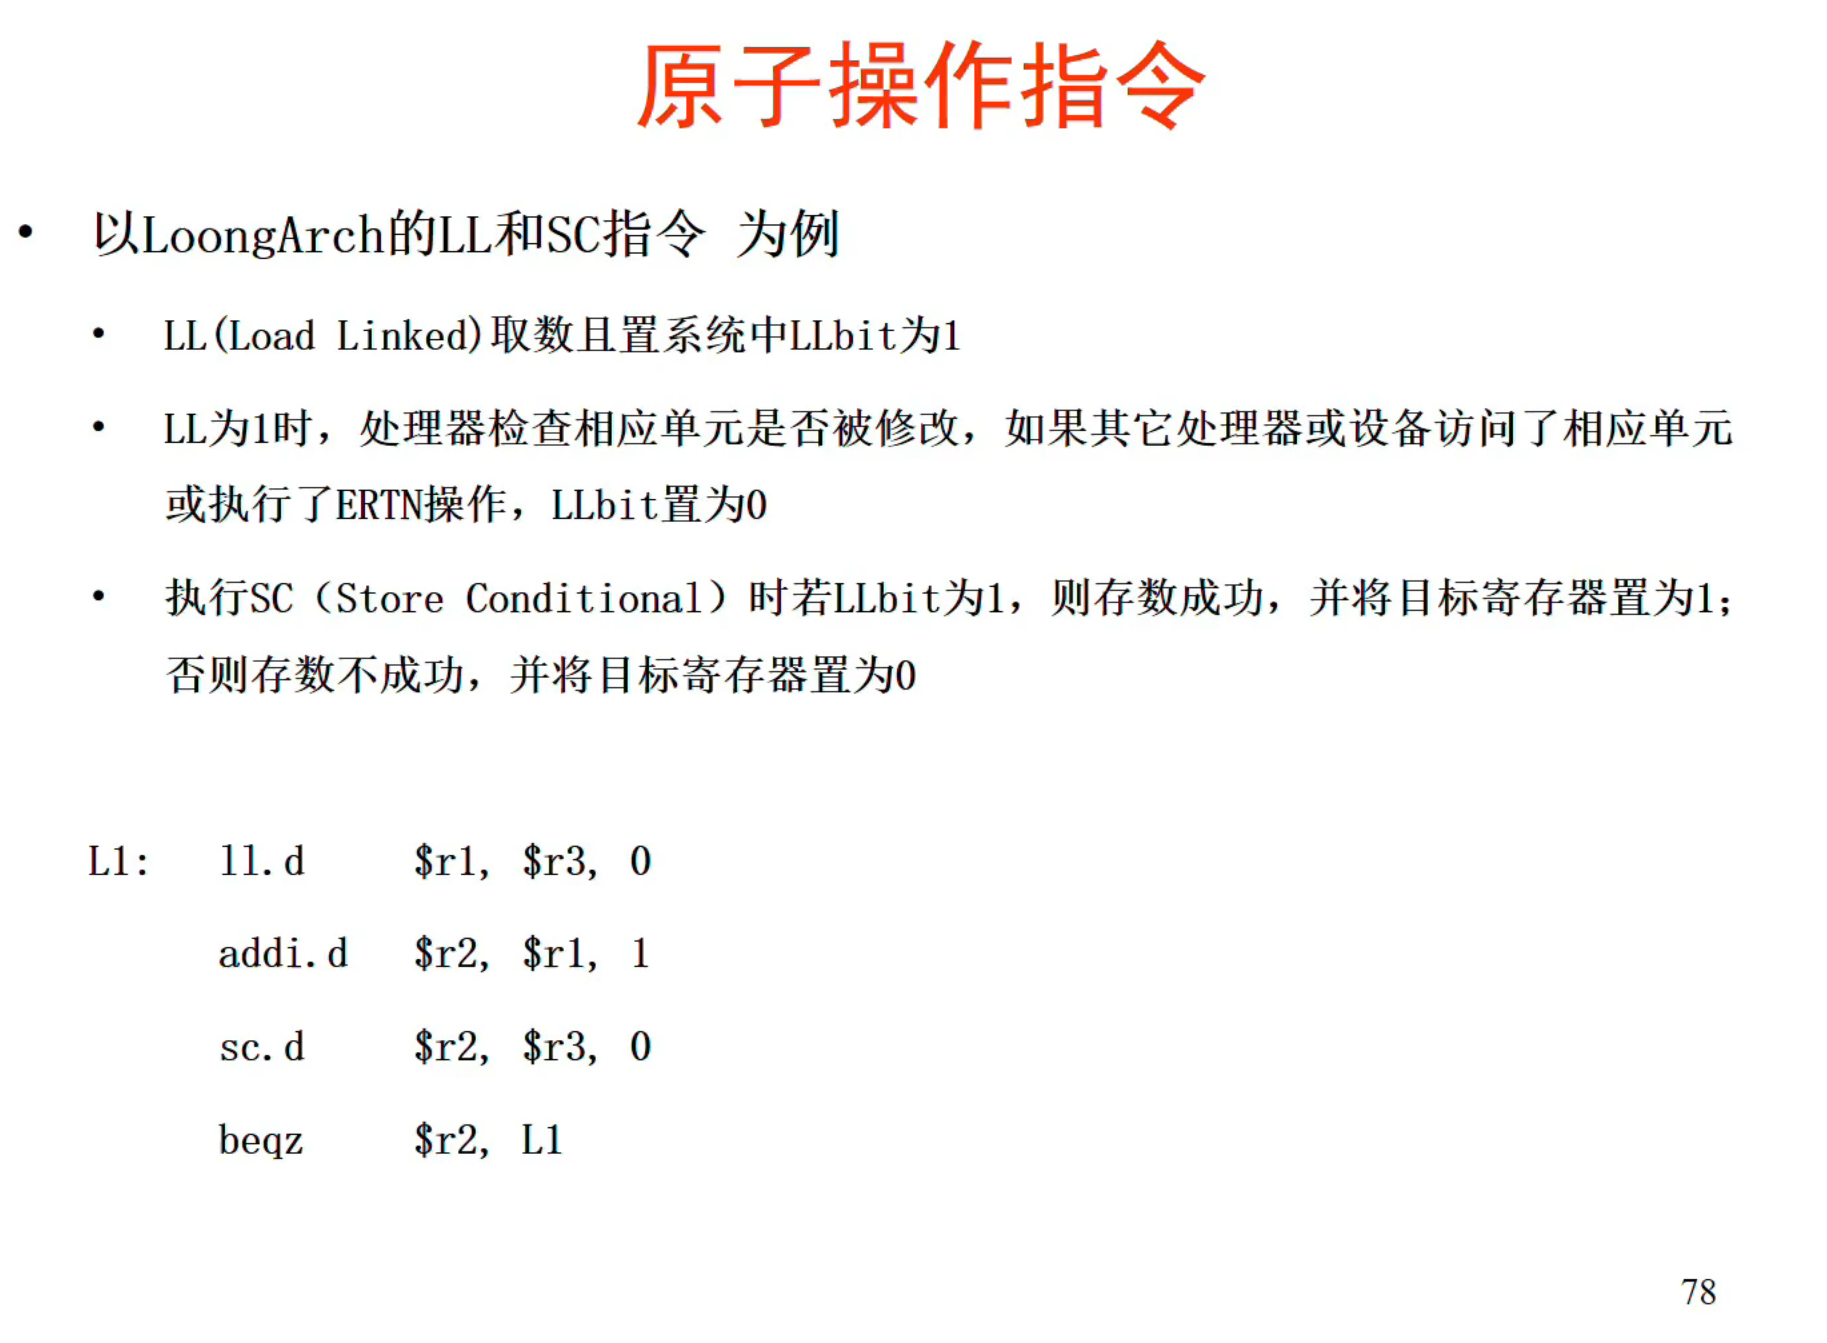 原子操作指令
• 以LoongArch的LL和SC指令 为例
• LL(Load Linked)取数且置系统中LLbit为1
• LL为1时，处理器检查相应单元是否被修改，如果其它处理器或设备访问了相应单元
或执行了ERTN操作，LLbit置为0
• 执行SC（Store Conditional）时若LLbit为1，则存数成功，并将目标寄存器置为1；
否则存数不成功，并将目标寄存器置为0
L1: ll.d $r1, $r3, 0
addi.d $r2, $r1, 1
sc.d $r2, $r3, 0
beqz $r2, L1
78